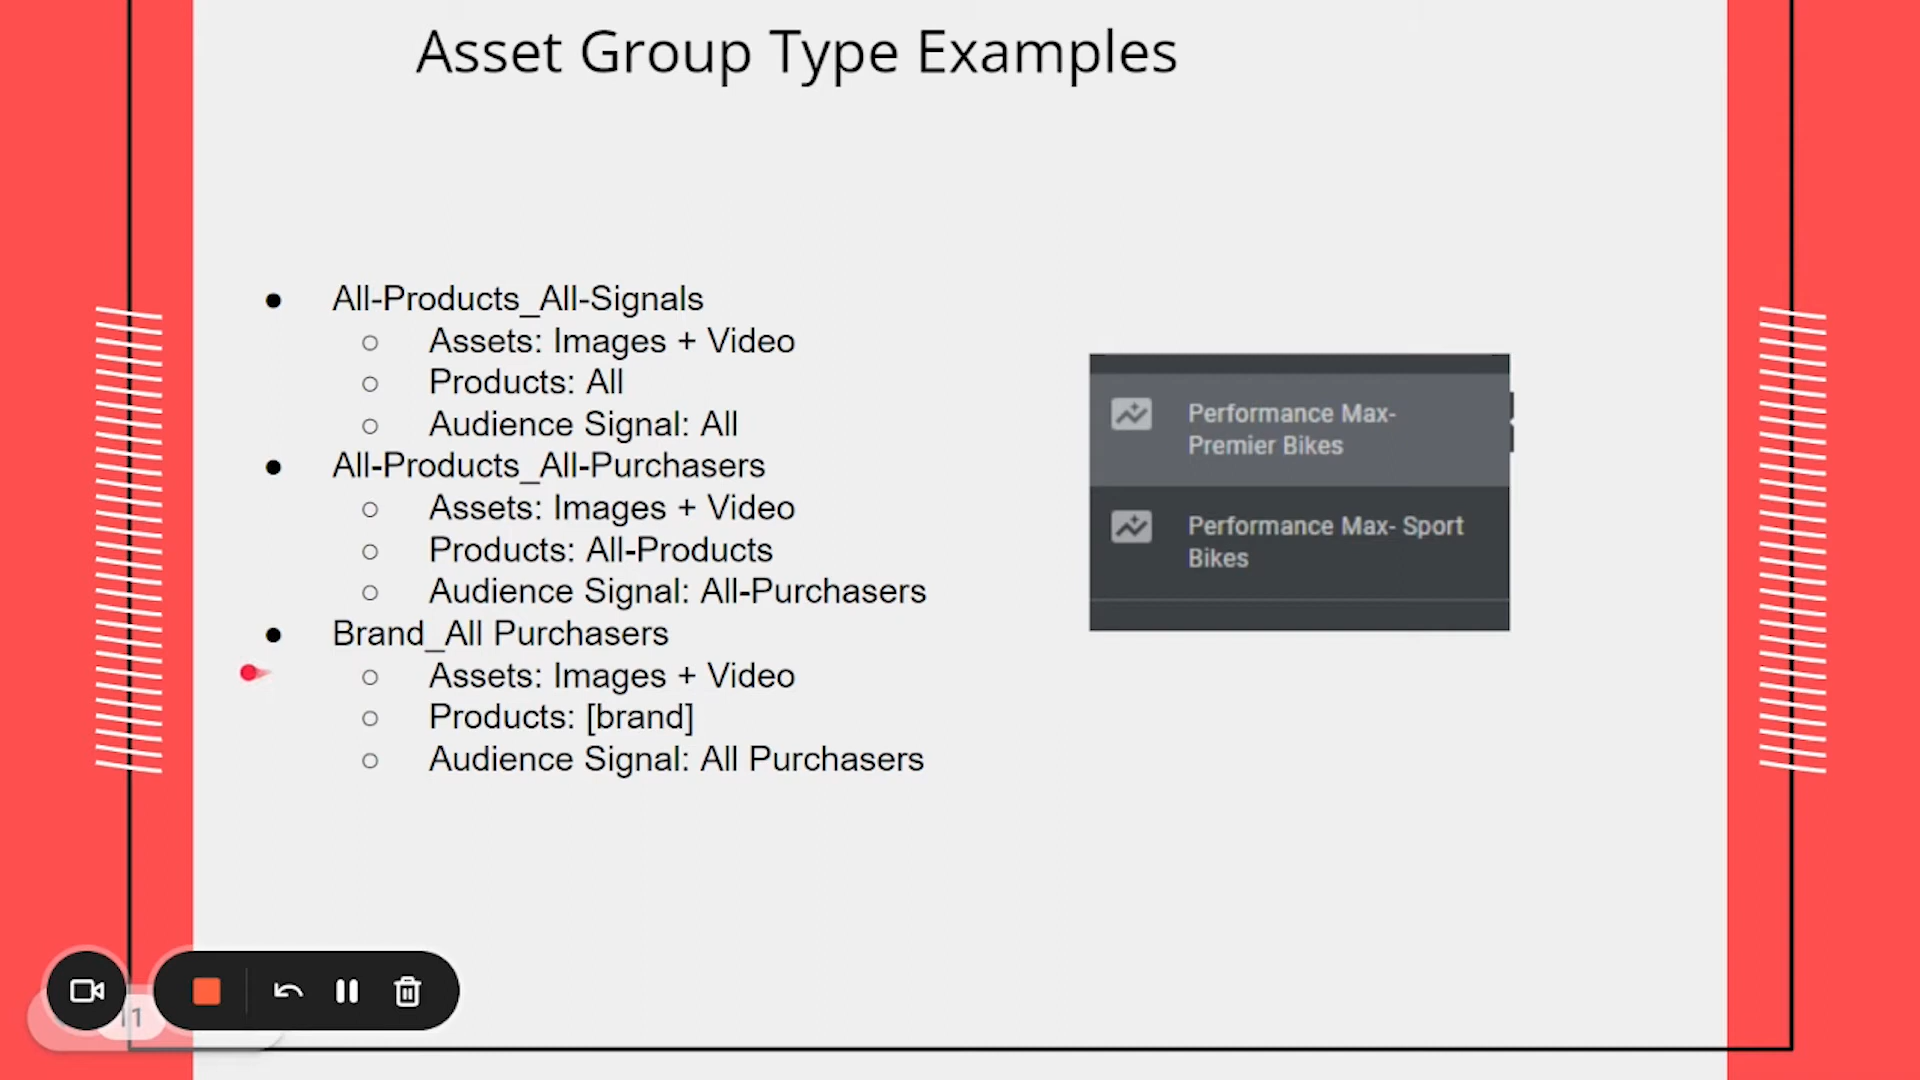 Asset Group Type Examples
All-Products_All-Signals
Assets: Images + Video
Products: All
Audience Signal: All
All-Products_All-Purchasers
Assets: Images + Video
Products: All-Products
Audience Signal: All-Purchasers
Brand_All Purchasers
Assets: Images + Video
Products: [brand]
Audience Signal: All Purchasers
Performance Max-
Premier Bikes
Performance Max- Sport
Bikes
11